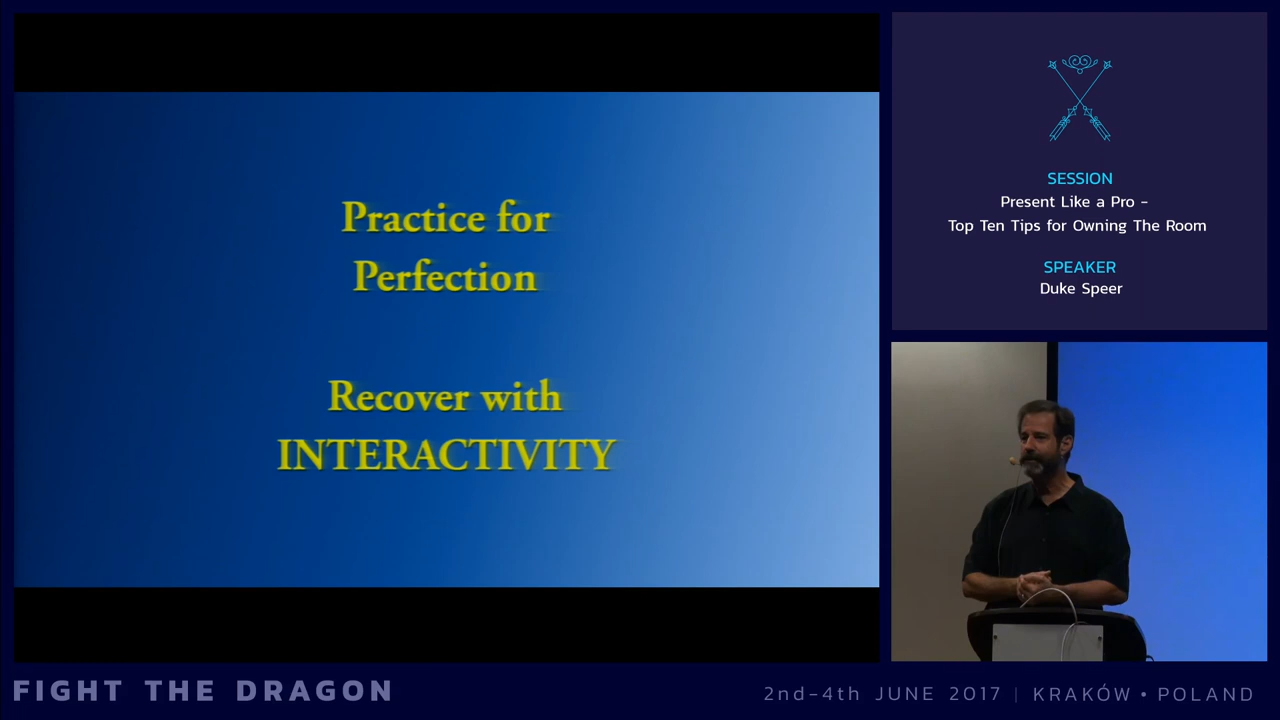 Practice for
Perfection
Recover with
INTERACTIVITY
SESSION
Present Like a Pro -
Top Ten Tips for Owning The Room
SPEAKER
Duke Speer
FIGHT THE DRAGON
2nd-4th JUNE 2017 | KRAKÓW • POLAND